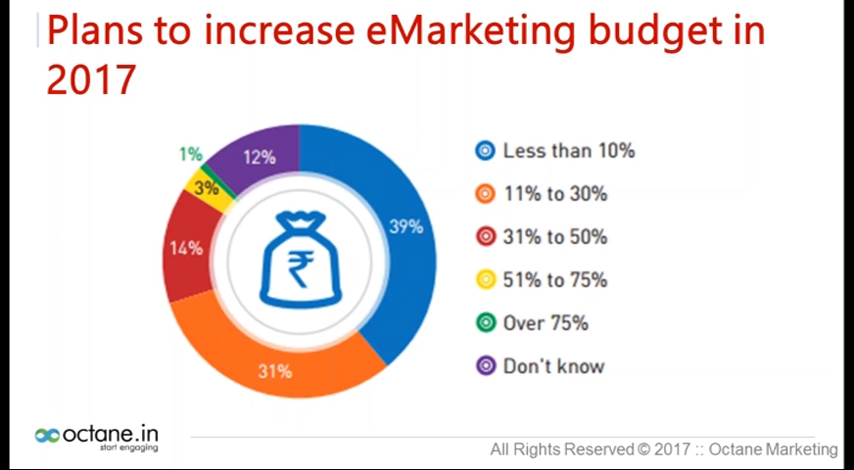 Plans to increase eMarketing budget in
2017
1%
12%
3%
39%
14%
31%
₹
Less than 10%
11% to 30%
31% to 50%
51% to 75%
Over 75%
Don't know
octane.in
start engaging
All Rights Reserved © 2017 :: Octane Marketing